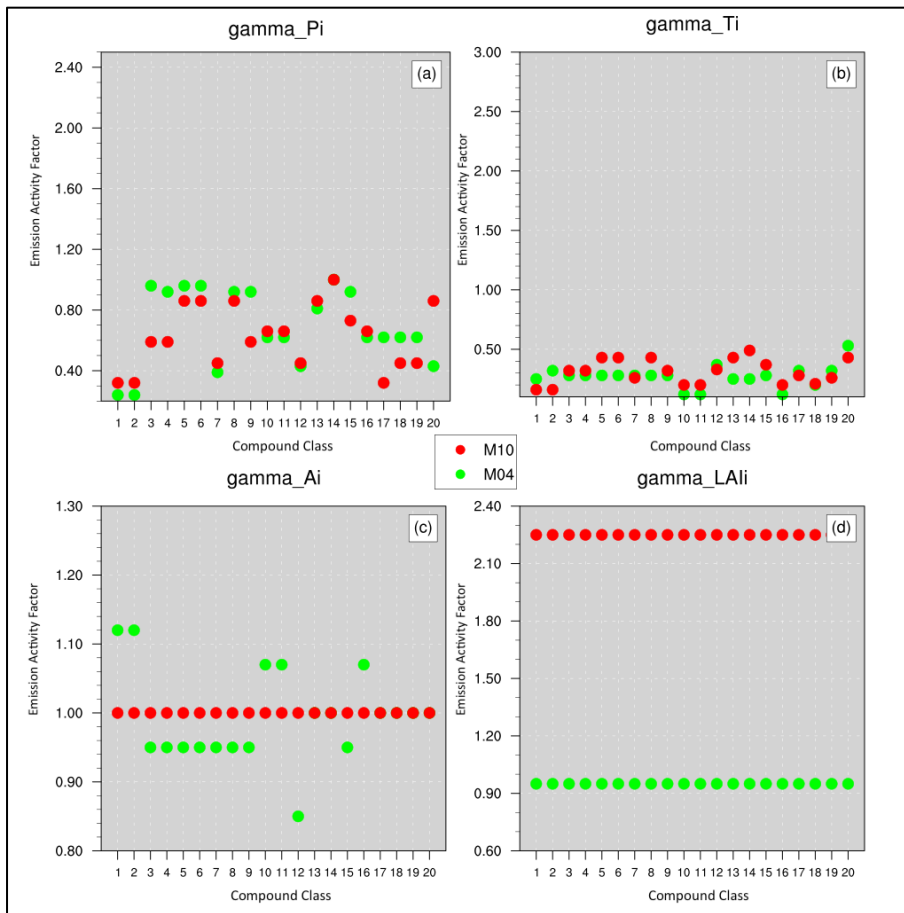 gamma_Pi
(a)
2.40
2.00
1.60
1.20
0.80
0.40
Emission Activity Factor
1 2 3 4 5 6 7 8 9 10 11 12 13 14 15 16 17 18 19 20
Compound Class
gamma_Ti
(b)
3.00
2.50
2.00
1.50
1.00
0.50
Emission Activity Factor
1 2 3 4 5 6 7 8 9 10 11 12 13 14 15 16 17 18 19 20
Compound Class
M10
M04
gamma_Ai
(c)
1.30
1.20
1.10
1.00
0.90
0.80
Emission Activity Factor
1 2 3 4 5 6 7 8 9 10 11 12 13 14 15 16 17 18 19 20
Compound Class
gamma_LAIi
(d)
2.40
2.10
1.80
1.50
1.20
0.90
0.60
Emission Activity Factor
1 2 3 4 5 6 7 8 9 10 11 12 13 14 15 16 17 18 19 20
Compound Class